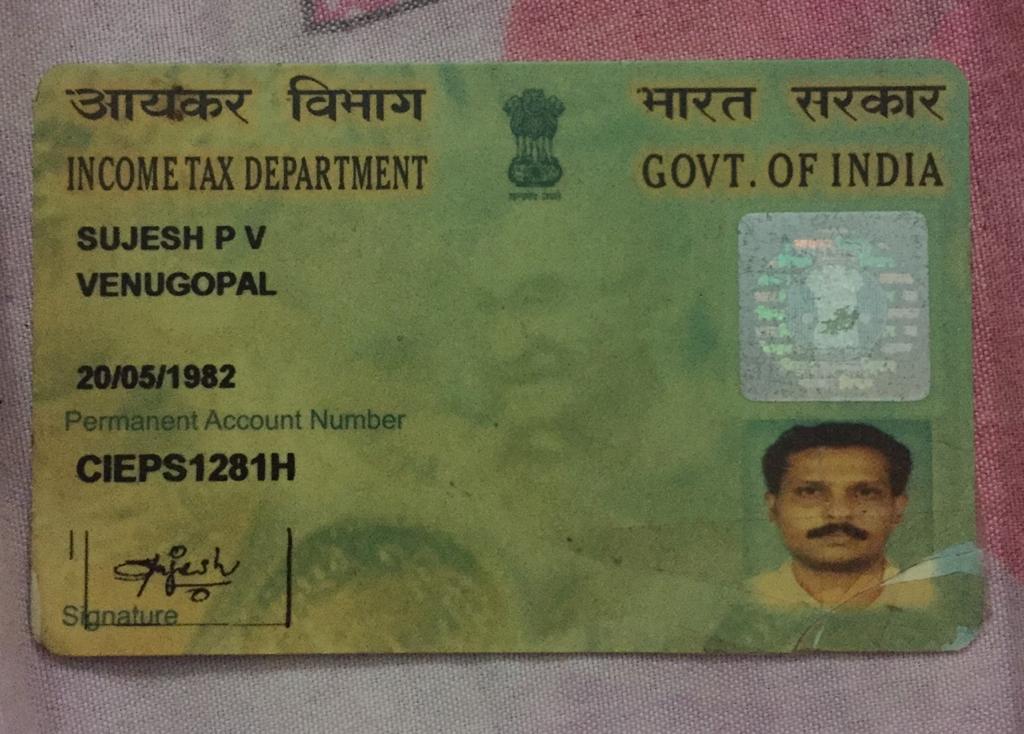 आयकर विभाग
भारत सरकार
INCOME TAX DEPARTMENT
GOVT. OF INDIA
SUJESH P V
VENUGOPAL
20/05/1982
Permanent Account Number
CIEPS1281H
Sujesh
Signature